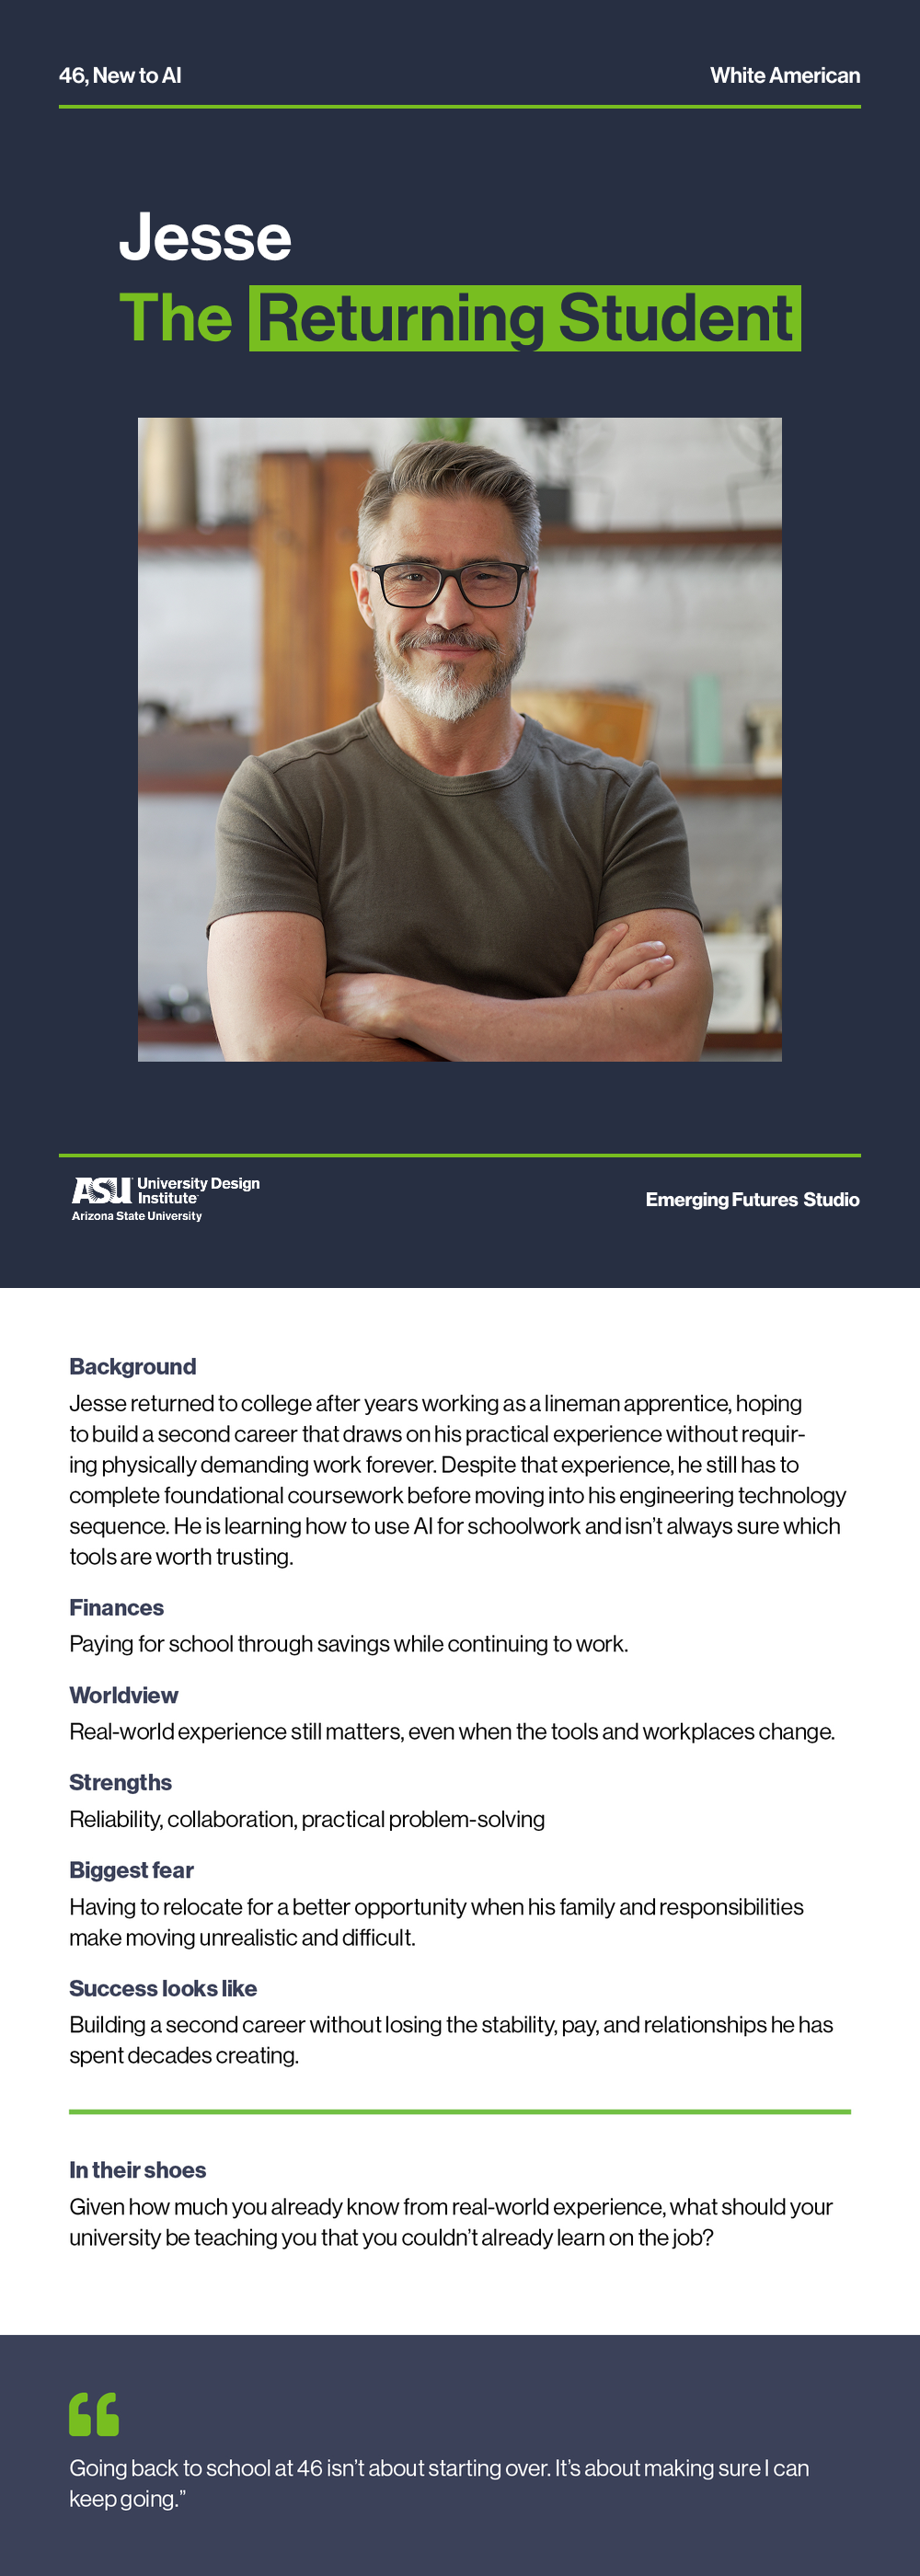 46, New to AI
White American
Jesse
The Returning Student
ASU University Design
Institute
Arizona State University
Emerging Futures Studio
Background
Jesse returned to college after years working as a lineman apprentice, hoping
to build a second career that draws on his practical experience without requir-
ing physically demanding work forever. Despite that experience, he still has to
complete foundational coursework before moving into his engineering technology
sequence. He is learning how to use AI for schoolwork and isn’t always sure which
tools are worth trusting.
Finances
Paying for school through savings while continuing to work.
Worldview
Real-world experience still matters, even when the tools and workplaces change.
Strengths
Reliability, collaboration, practical problem-solving
Biggest fear
Having to relocate for a better opportunity when his family and responsibilities
make moving unrealistic and difficult.
Success looks like
Building a second career without losing the stability, pay, and relationships he has
spent decades creating.
In their shoes
Given how much you already know from real-world experience, what should your
university be teaching you that you couldn’t already learn on the job?
“
Going back to school at 46 isn’t about starting over. It’s about making sure I can
keep going.”